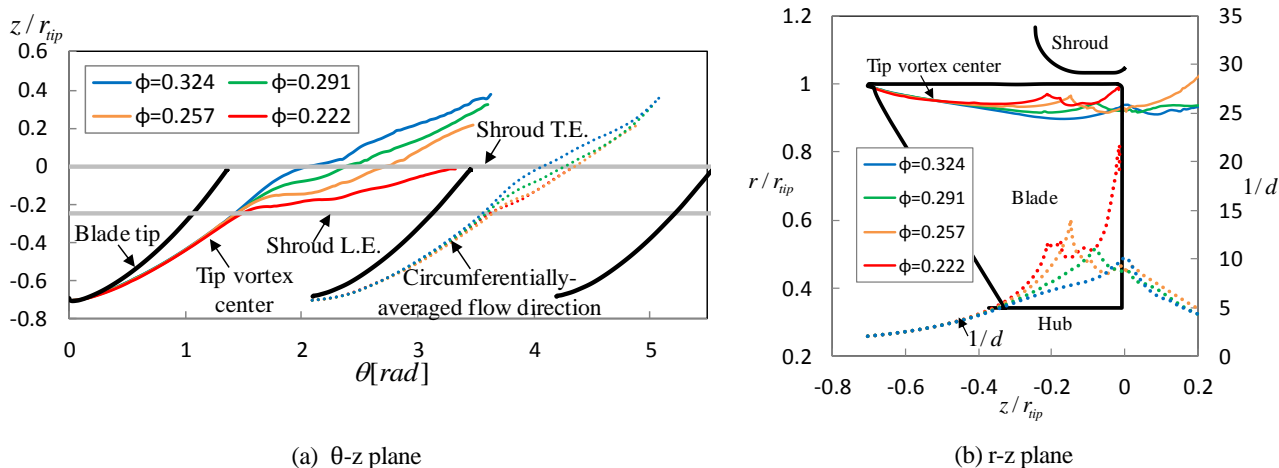 z / r_tip
0.6
0.4
0.2
0
-0.2
-0.4
-0.6
-0.8
ϕ=0.324
ϕ=0.291
ϕ=0.257
ϕ=0.222
Shroud T.E.
Blade tip
Shroud L.E.
Tip vortex
center
Circumferentially-
averaged flow direction
0
1
2
3
4
5
θ[rad]
(a) θ-z plane
1.2
1
0.8
r / r_tip
0.6
0.4
0.2
35
30
25
20
1/d
15
10
5
0
Shroud
Tip vortex center
ϕ=0.324
ϕ=0.291
ϕ=0.257
ϕ=0.222
Blade
1/d
Hub
-0.8
-0.6
-0.4
-0.2
0
0.2
z / r_tip
(b) r-z plane